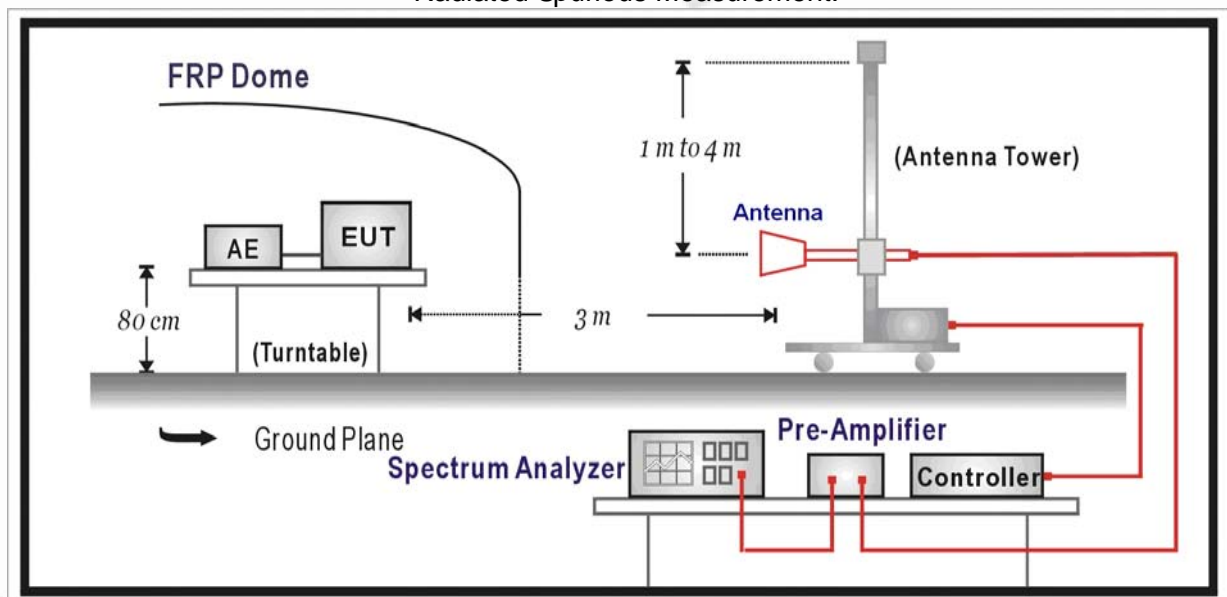 FRP Dome
1 m to 4 m
(Antenna Tower)
Antenna
AE
EUT
80 cm
3 m
(Turntable)
Ground Plane
Pre-Amplifier
Spectrum Analyzer
Controller